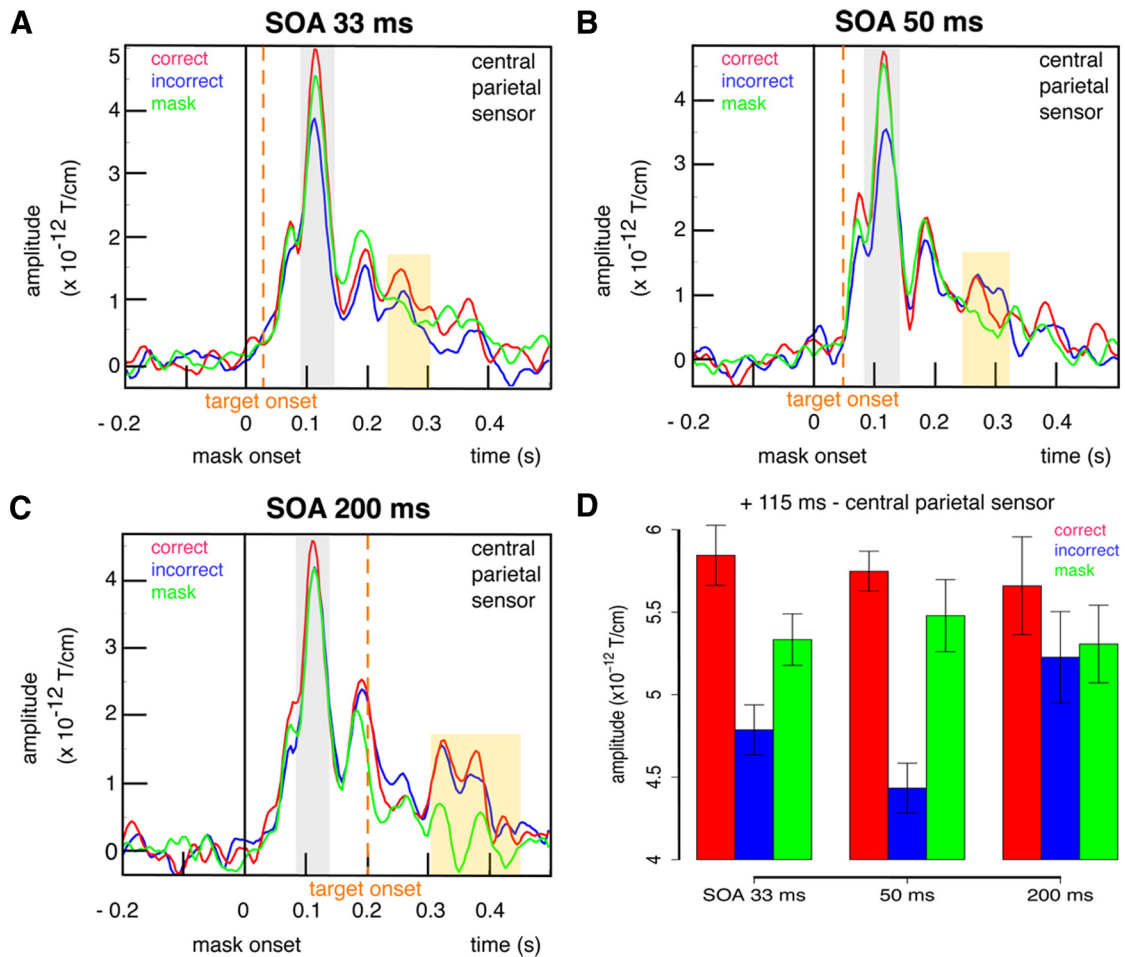 A
SOA 33 ms
correct
incorrect
mask
central
parietal
sensor
amplitude
(x 10⁻¹² T/cm)
5
4
3
2
1
0
target onset
- 0.2 0 0.1 0.2 0.3 0.4
mask onset time (s)
B
SOA 50 ms
correct
incorrect
mask
central
parietal
sensor
amplitude
(x 10⁻¹² T/cm)
4
3
2
1
0
target onset
- 0.2 0 0.1 0.2 0.3 0.4
mask onset time (s)
C
SOA 200 ms
correct
incorrect
mask
central
parietal
sensor
amplitude
(x 10⁻¹² T/cm)
4
3
2
1
0
target onset
- 0.2 0 0.1 0.2 0.3 0.4
mask onset time (s)
D
+ 115 ms - central parietal sensor
correct
incorrect
mask
amplitude (x10⁻¹² T/cm)
6
5.5
5
4.5
4
SOA 33 ms 50 ms 200 ms